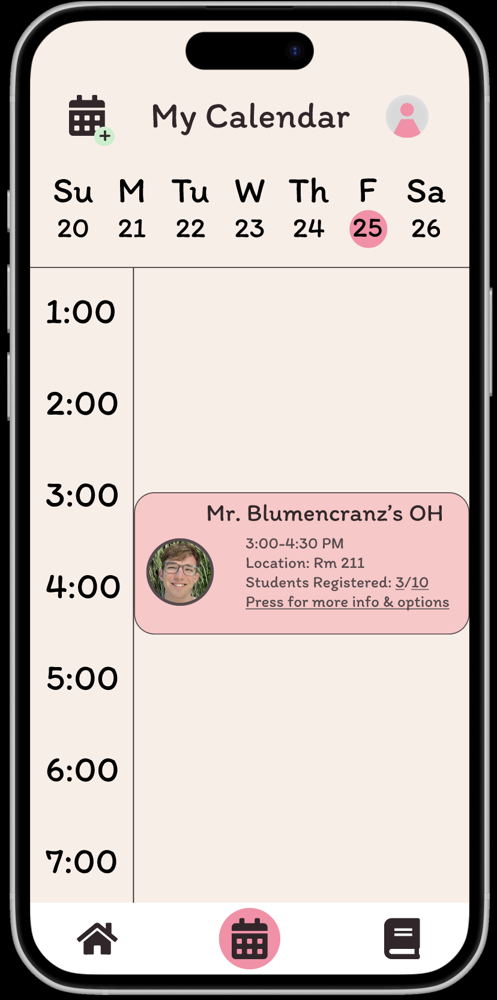 My Calendar
Su M Tu W Th F Sa
20 21 22 23 24 25 26
1:00
2:00
3:00
Mr. Blumencranz’s OH
3:00-4:30 PM
Location: Rm 211
Students Registered: 3/10
Press for more info & options
4:00
5:00
6:00
7:00